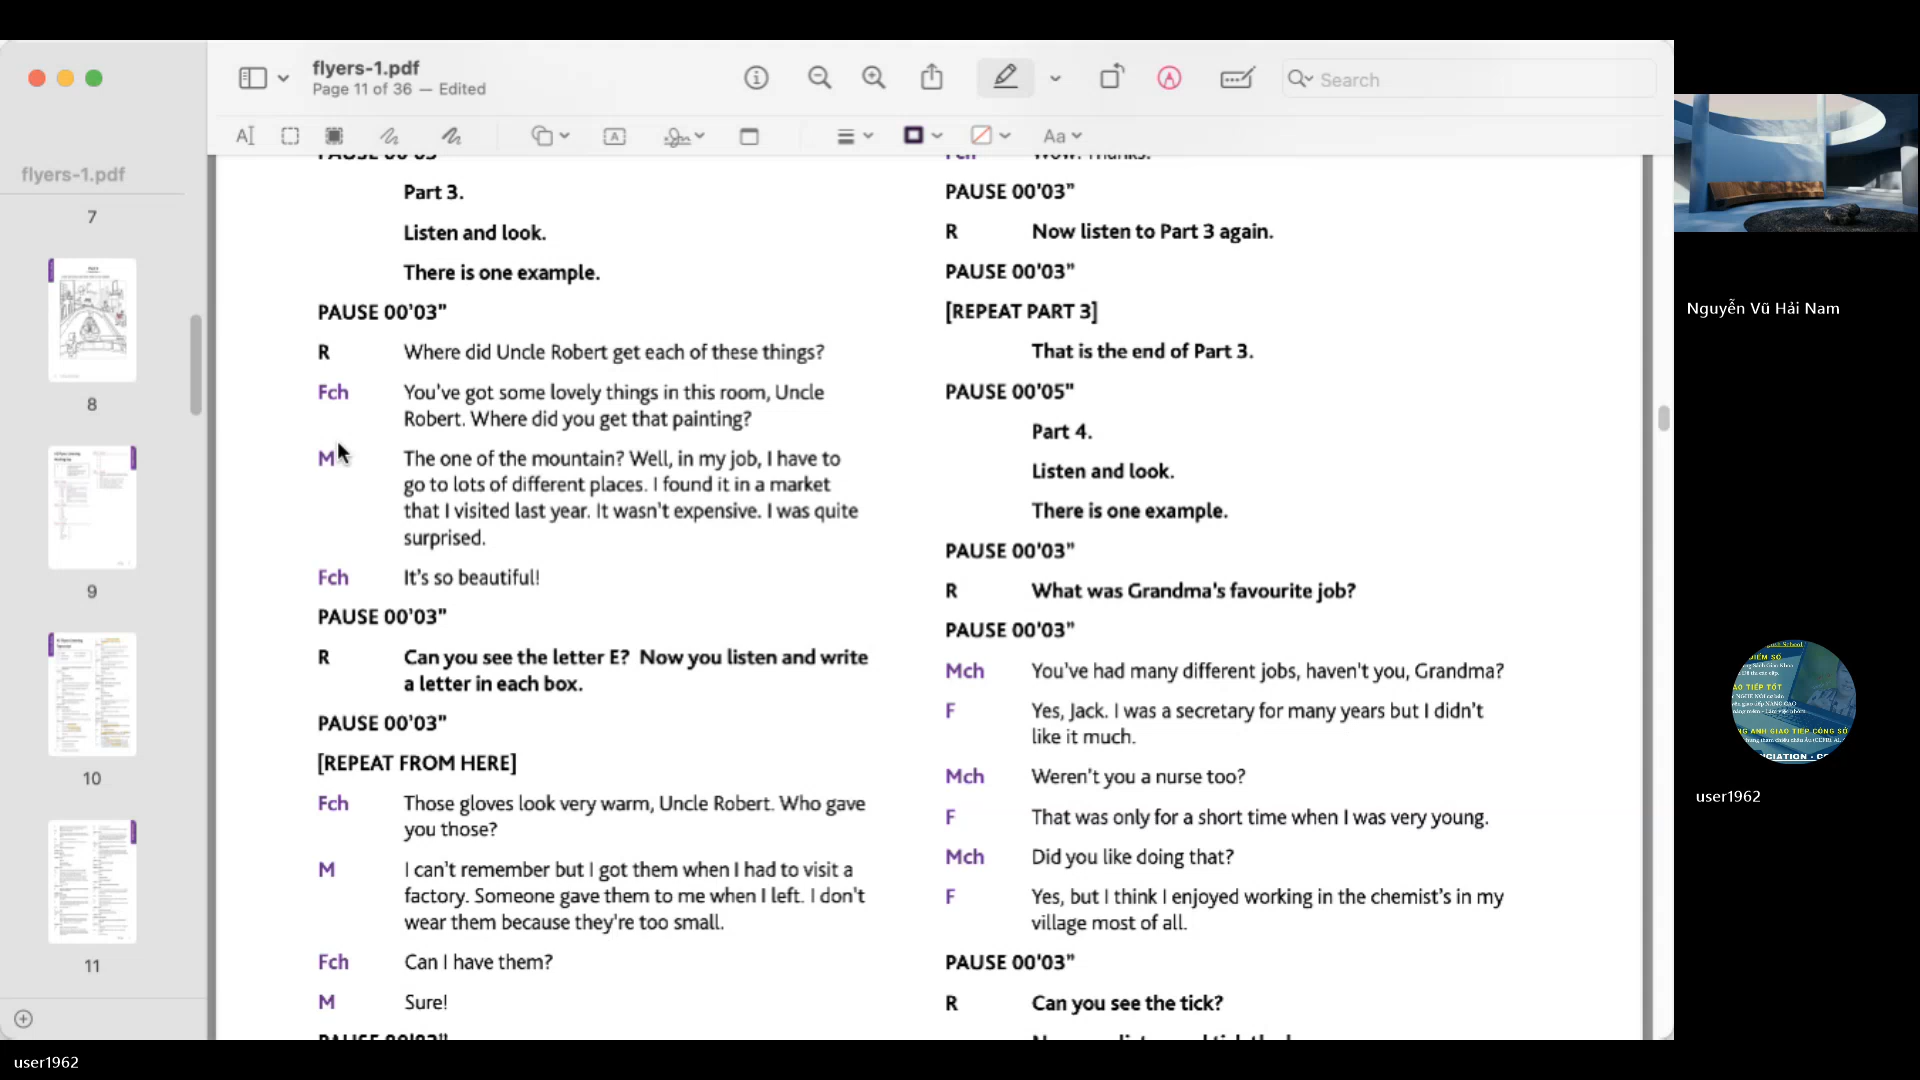 flyers-1.pdf
Page 11 of 36 — Edited
Search
Aa
flyers-1.pdf
7
8
9
10
11
Part 3.
Listen and look.
There is one example.
PAUSE 00'03"
R Where did Uncle Robert get each of these things?
Fch You've got some lovely things in this room, Uncle
Robert. Where did you get that painting?
M The one of the mountain? Well, in my job, I have to
go to lots of different places. I found it in a market
that I visited last year. It wasn't expensive. I was quite
surprised.
Fch It's so beautiful!
PAUSE 00'03"
R Can you see the letter E? Now you listen and write
a letter in each box.
PAUSE 00'03"
[REPEAT FROM HERE]
Fch Those gloves look very warm, Uncle Robert. Who gave
you those?
M I can't remember but I got them when I had to visit a
factory. Someone gave them to me when I left. I don't
wear them because they're too small.
Fch Can I have them?
M Sure!
PAUSE 00'03"
Fch Wow! Thanks.
PAUSE 00'03"
R Now listen to Part 3 again.
PAUSE 00'03"
[REPEAT PART 3]
That is the end of Part 3.
PAUSE 00'05"
Part 4.
Listen and look.
There is one example.
PAUSE 00'03"
R What was Grandma's favourite job?
PAUSE 00'03"
Mch You've had many different jobs, haven't you, Grandma?
F Yes, Jack. I was a secretary for many years but I didn't
like it much.
Mch Weren't you a nurse too?
F That was only for a short time when I was very young.
Mch Did you like doing that?
F Yes, but I think I enjoyed working in the chemist's in my
village most of all.
PAUSE 00'03"
R Can you see the tick?
Nguyễn Vũ Hải Nam
user1962
user1962